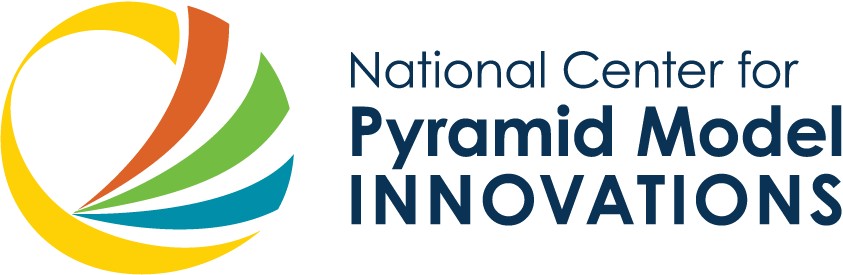 National Center for
Pyramid Model
INNOVATIONS